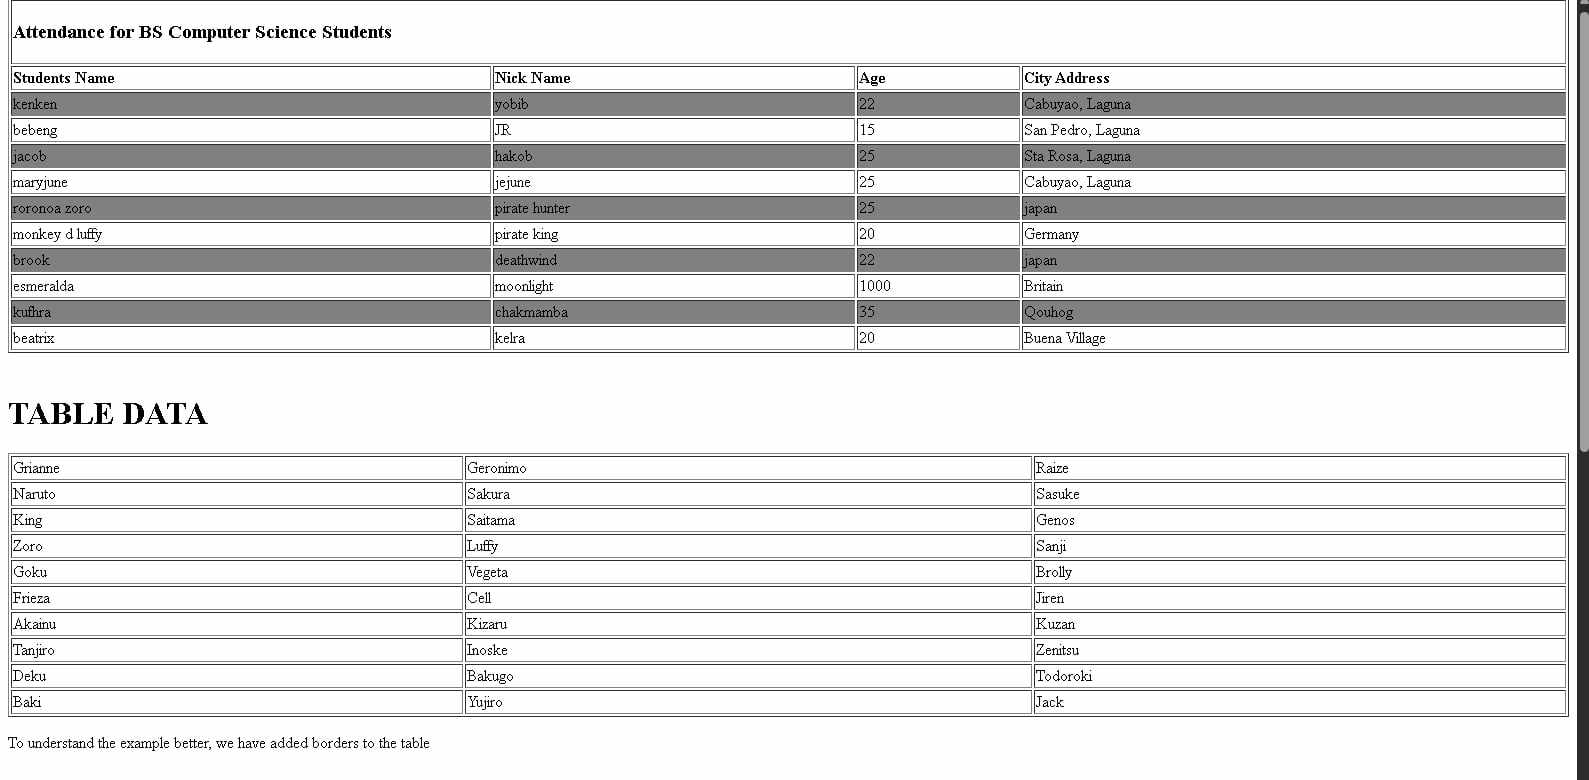 Attendance for BS Computer Science Students
Students Name Nick Name Age City Address
kenken yobib 22 Cabuyao, Laguna
bebeng JR 15 San Pedro, Laguna
jacob hakob 25 Sta Rosa, Laguna
maryjune jejune 25 Cabuyao, Laguna
roronoa zoro pirate hunter 25 japan
monkey d luffy pirate king 20 Germany
brook deathwind 22 japan
esmeralda moonlight 1000 Britain
kufhra chakmamba 35 Qouhog
beatrix kelra 20 Buena Village
TABLE DATA
Grianne Geronimo Raize
Naruto Sakura Sasuke
King Saitama Genos
Zoro Luffy Sanji
Goku Vegeta Brolly
Frieza Cell Jiren
Akainu Kizaru Kuzan
Tanjiro Inoske Zenitsu
Deku Bakugo Todoroki
Baki Yujiro Jack
To understand the example better, we have added borders to the table